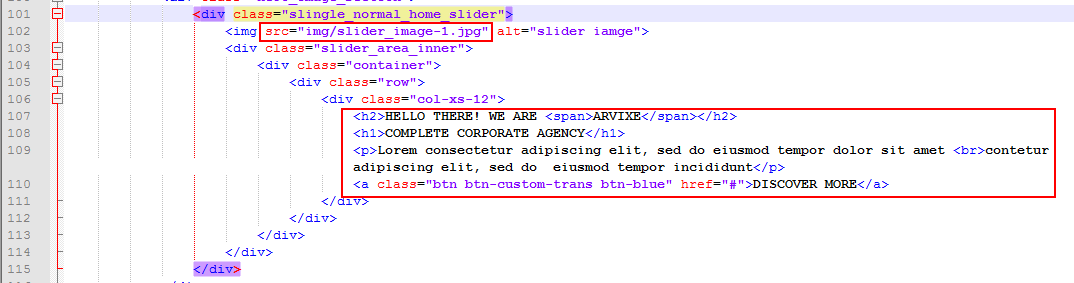 101 <div class="slingle_normal_home_slider">
102 <img src="img/slider_image-1.jpg" alt="slider iamge">
103 <div class="slider_area_inner">
104 <div class="container">
105 <div class="row">
106 <div class="col-xs-12">
107 <h2>HELLO THERE! WE ARE <span>ARVIXE</span></h2>
108 <h1>COMPLETE CORPORATE AGENCY</h1>
109 <p>Lorem consectetur adipiscing elit, sed do eiusmod tempor dolor sit amet <br>contetur
adipiscing elit, sed do  eiusmod tempor incididunt</p>
110 <a class="btn btn-custom-trans btn-blue" href="#">DISCOVER MORE</a>
111 </div>
112 </div>
113 </div>
114 </div>
115 </div>